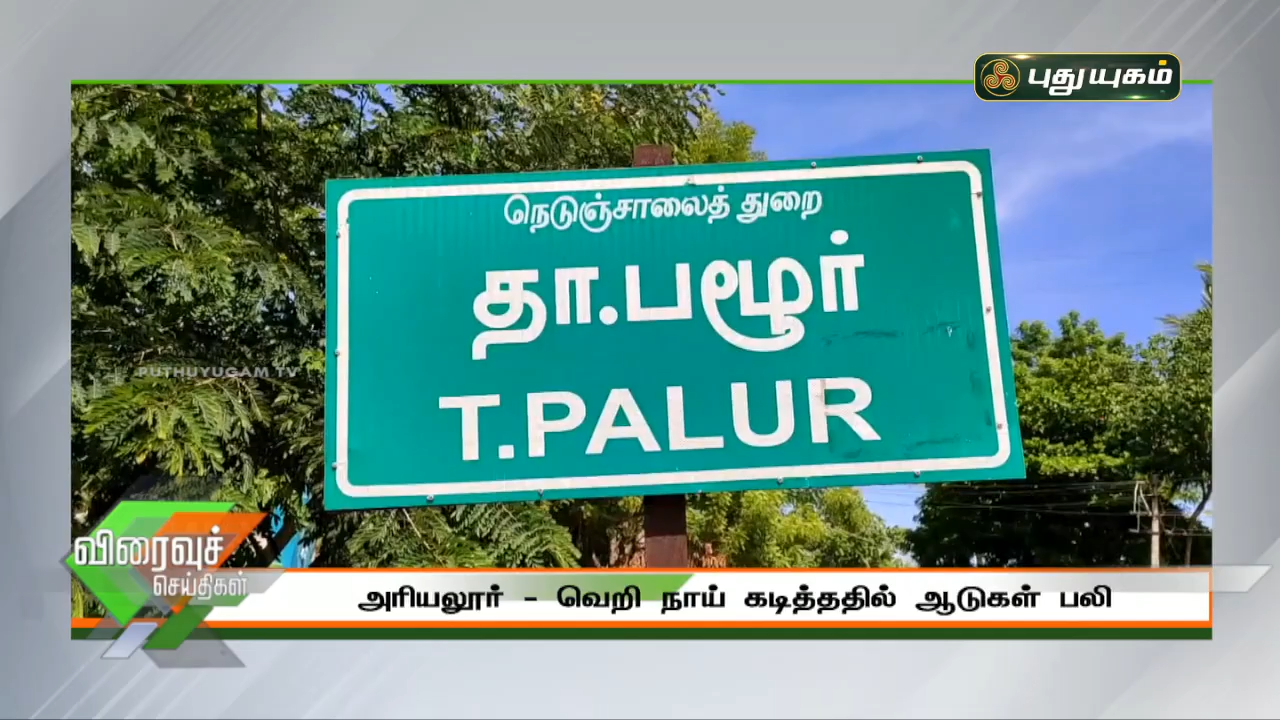 புதுயுகம்
நெடுஞ்சாலைத் துறை
தா.பழூர்
PUTHUYUGAM TV
T.PALUR
விரைவுச்
செய்திகள்
அரியலூர் - வெறி நாய் கடித்ததில் ஆடுகள் பலி